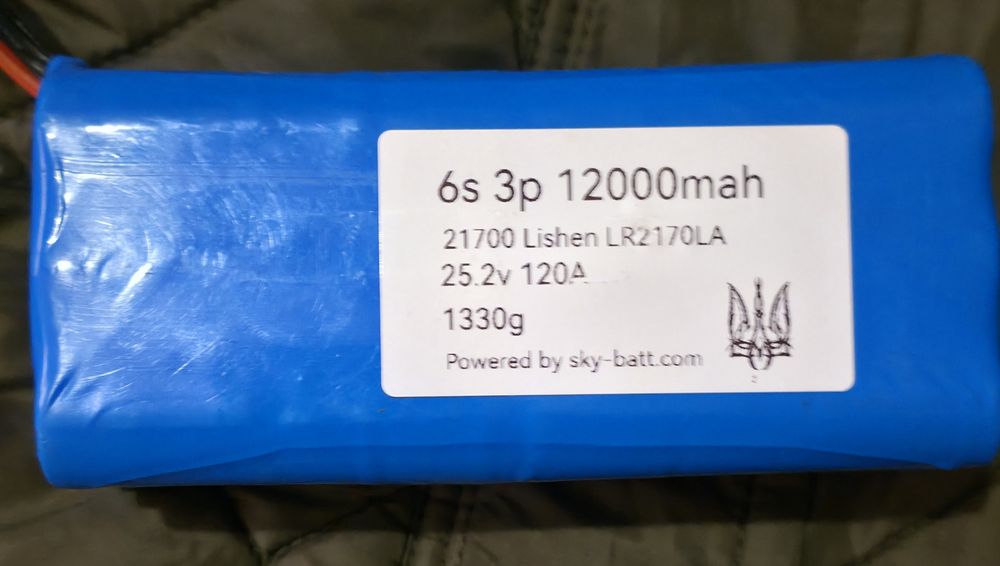 6s 3p 12000mah
21700 Lishen LR2170LA
25.2v 120A
1330g
Powered by sky-batt.com